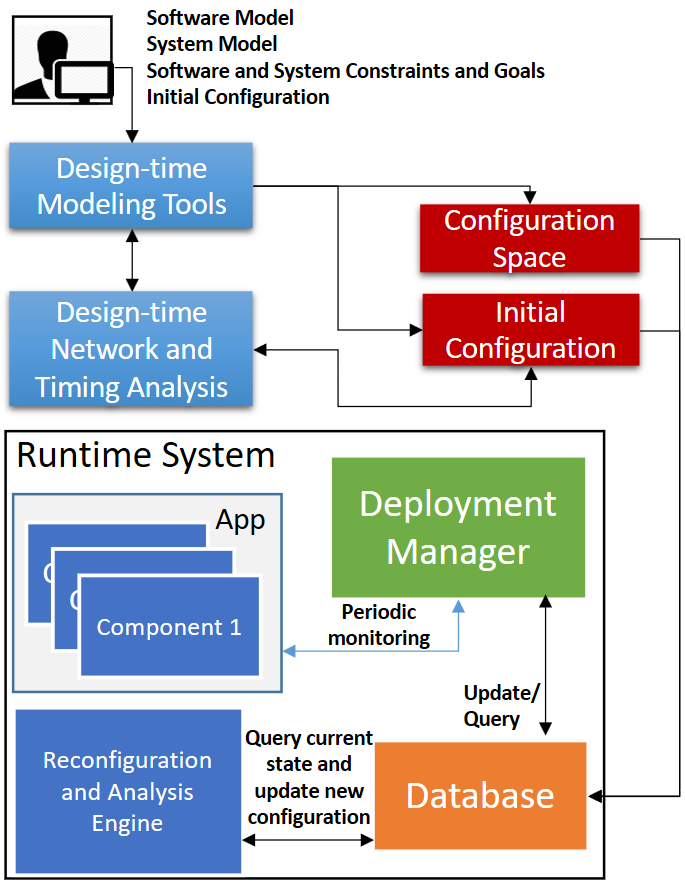 Software Model
System Model
Software and System Constraints and Goals
Initial Configuration
Design-time
Modeling Tools
Configuration
Space
Design-time
Network and
Timing Analysis
Initial
Configuration
Runtime System
App
Component 1
Deployment
Manager
Periodic
monitoring
Update/
Query
Reconfiguration
and Analysis
Engine
Query current
state and
update new
configuration
Database